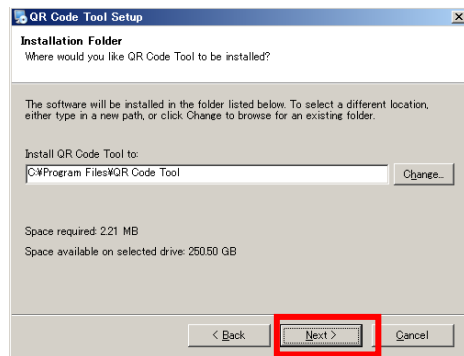 QR Code Tool Setup
Installation Folder
Where would you like QR Code Tool to be installed?
The software will be installed in the folder listed below. To select a different location,
either type in a new path, or click Change to browse for an existing folder.
Install QR Code Tool to:
C:¥Program Files¥QR Code Tool
Change...
Space required: 2.21 MB
Space available on selected drive: 250.50 GB
< Back
Next >
Cancel